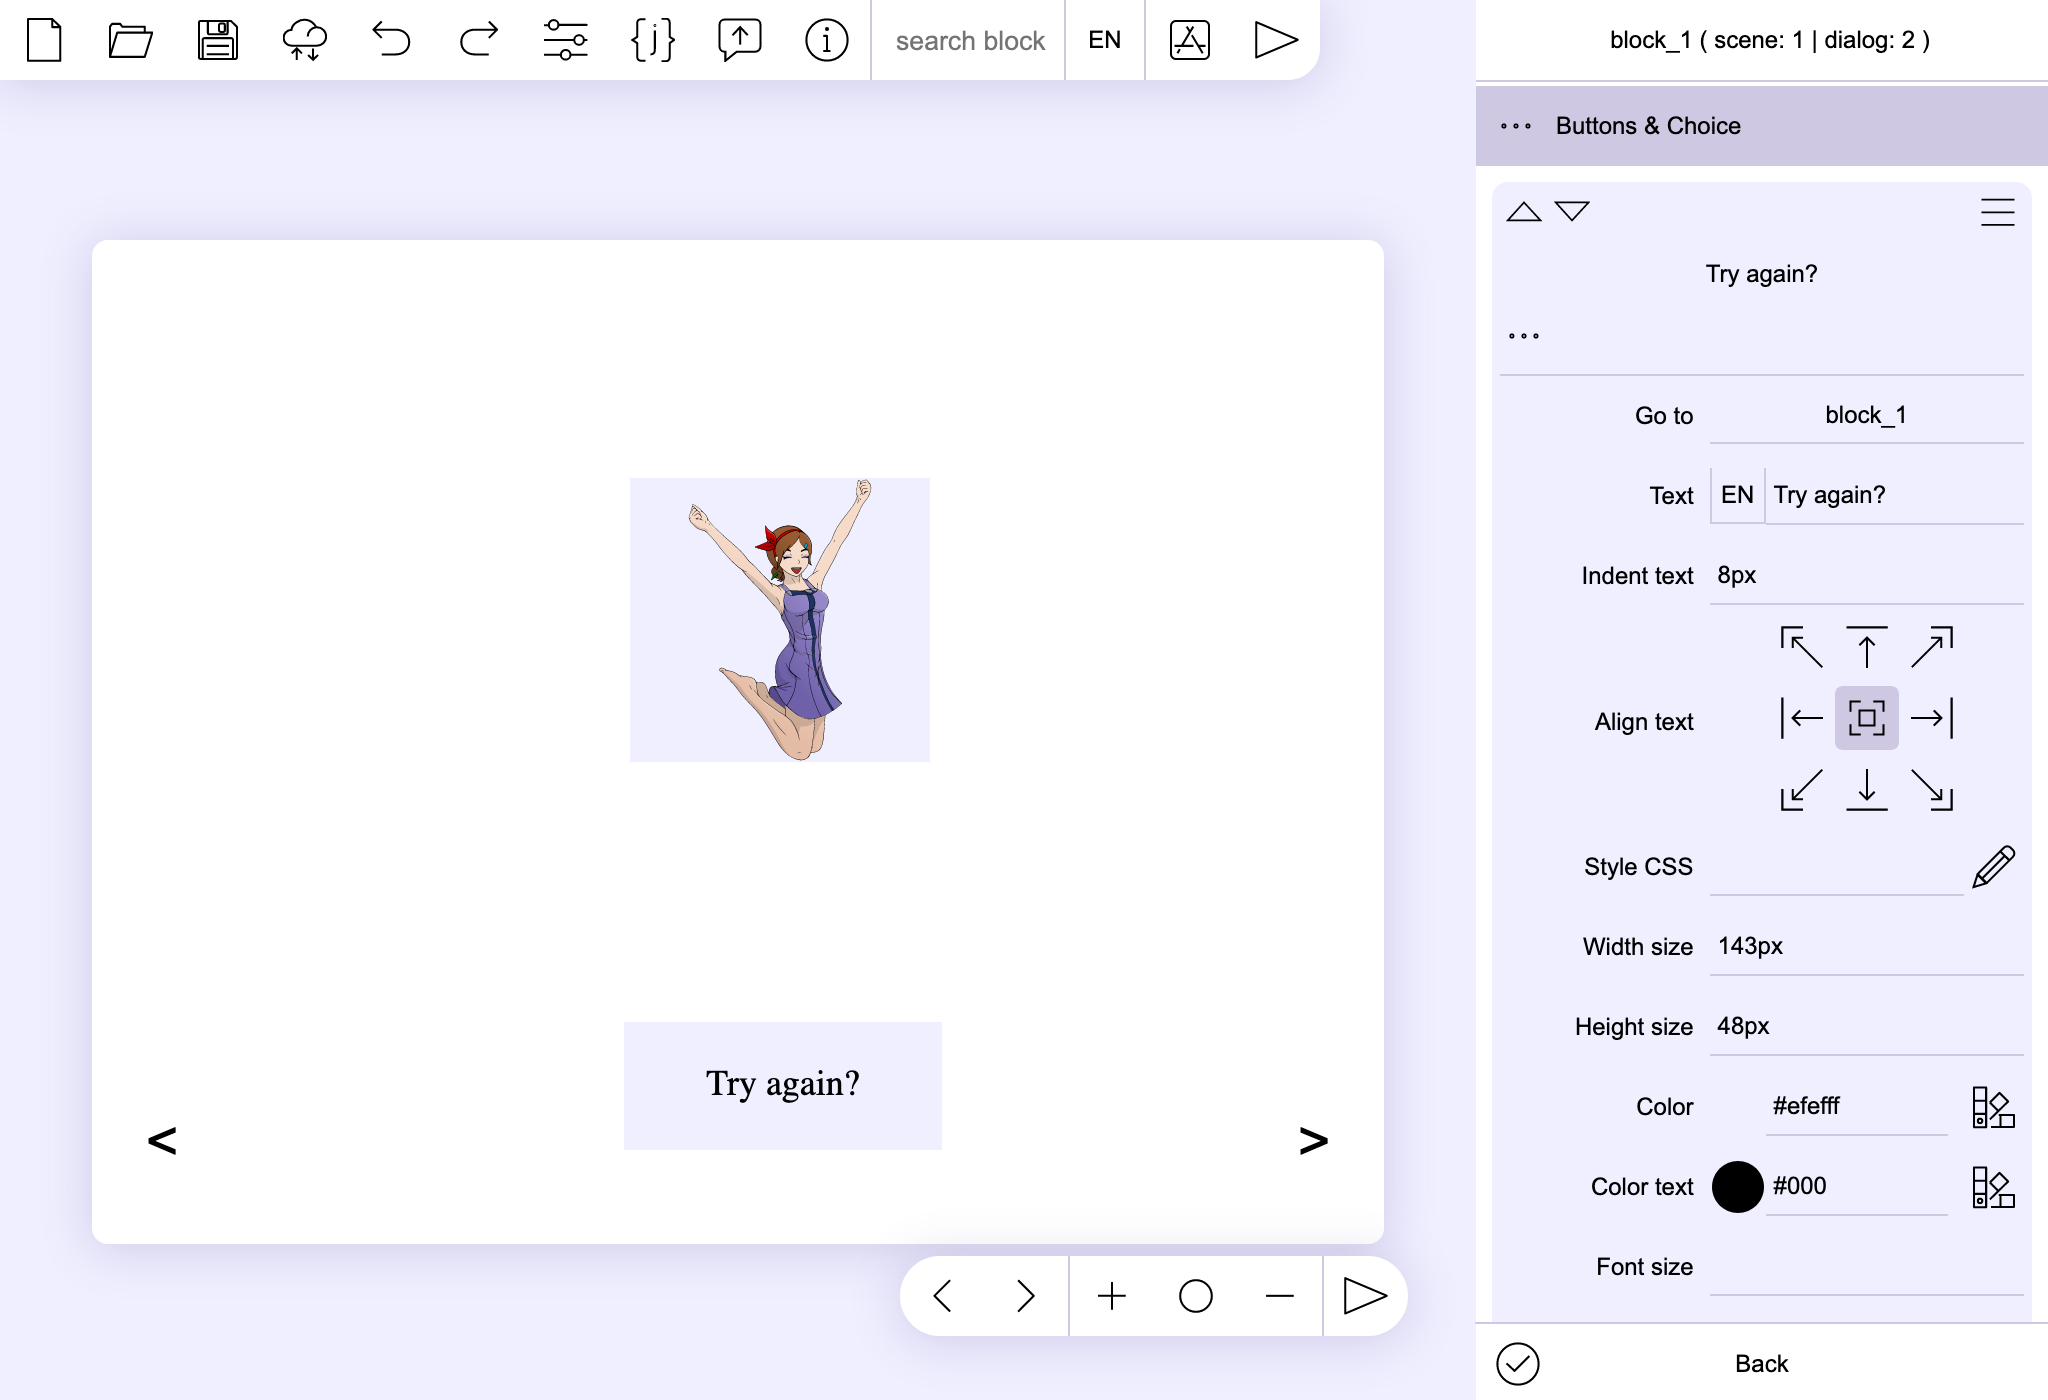 {j}
search block
EN
block_1 ( scene: 1 | dialog: 2 )
Buttons & Choice
Try again?
Go to
block_1
Text
EN
Try again?
Indent text
8px
Align text
Style CSS
Width size
143px
Height size
48px
Color
#efefff
Color text
#000
Font size
Back
Try again?
<
>